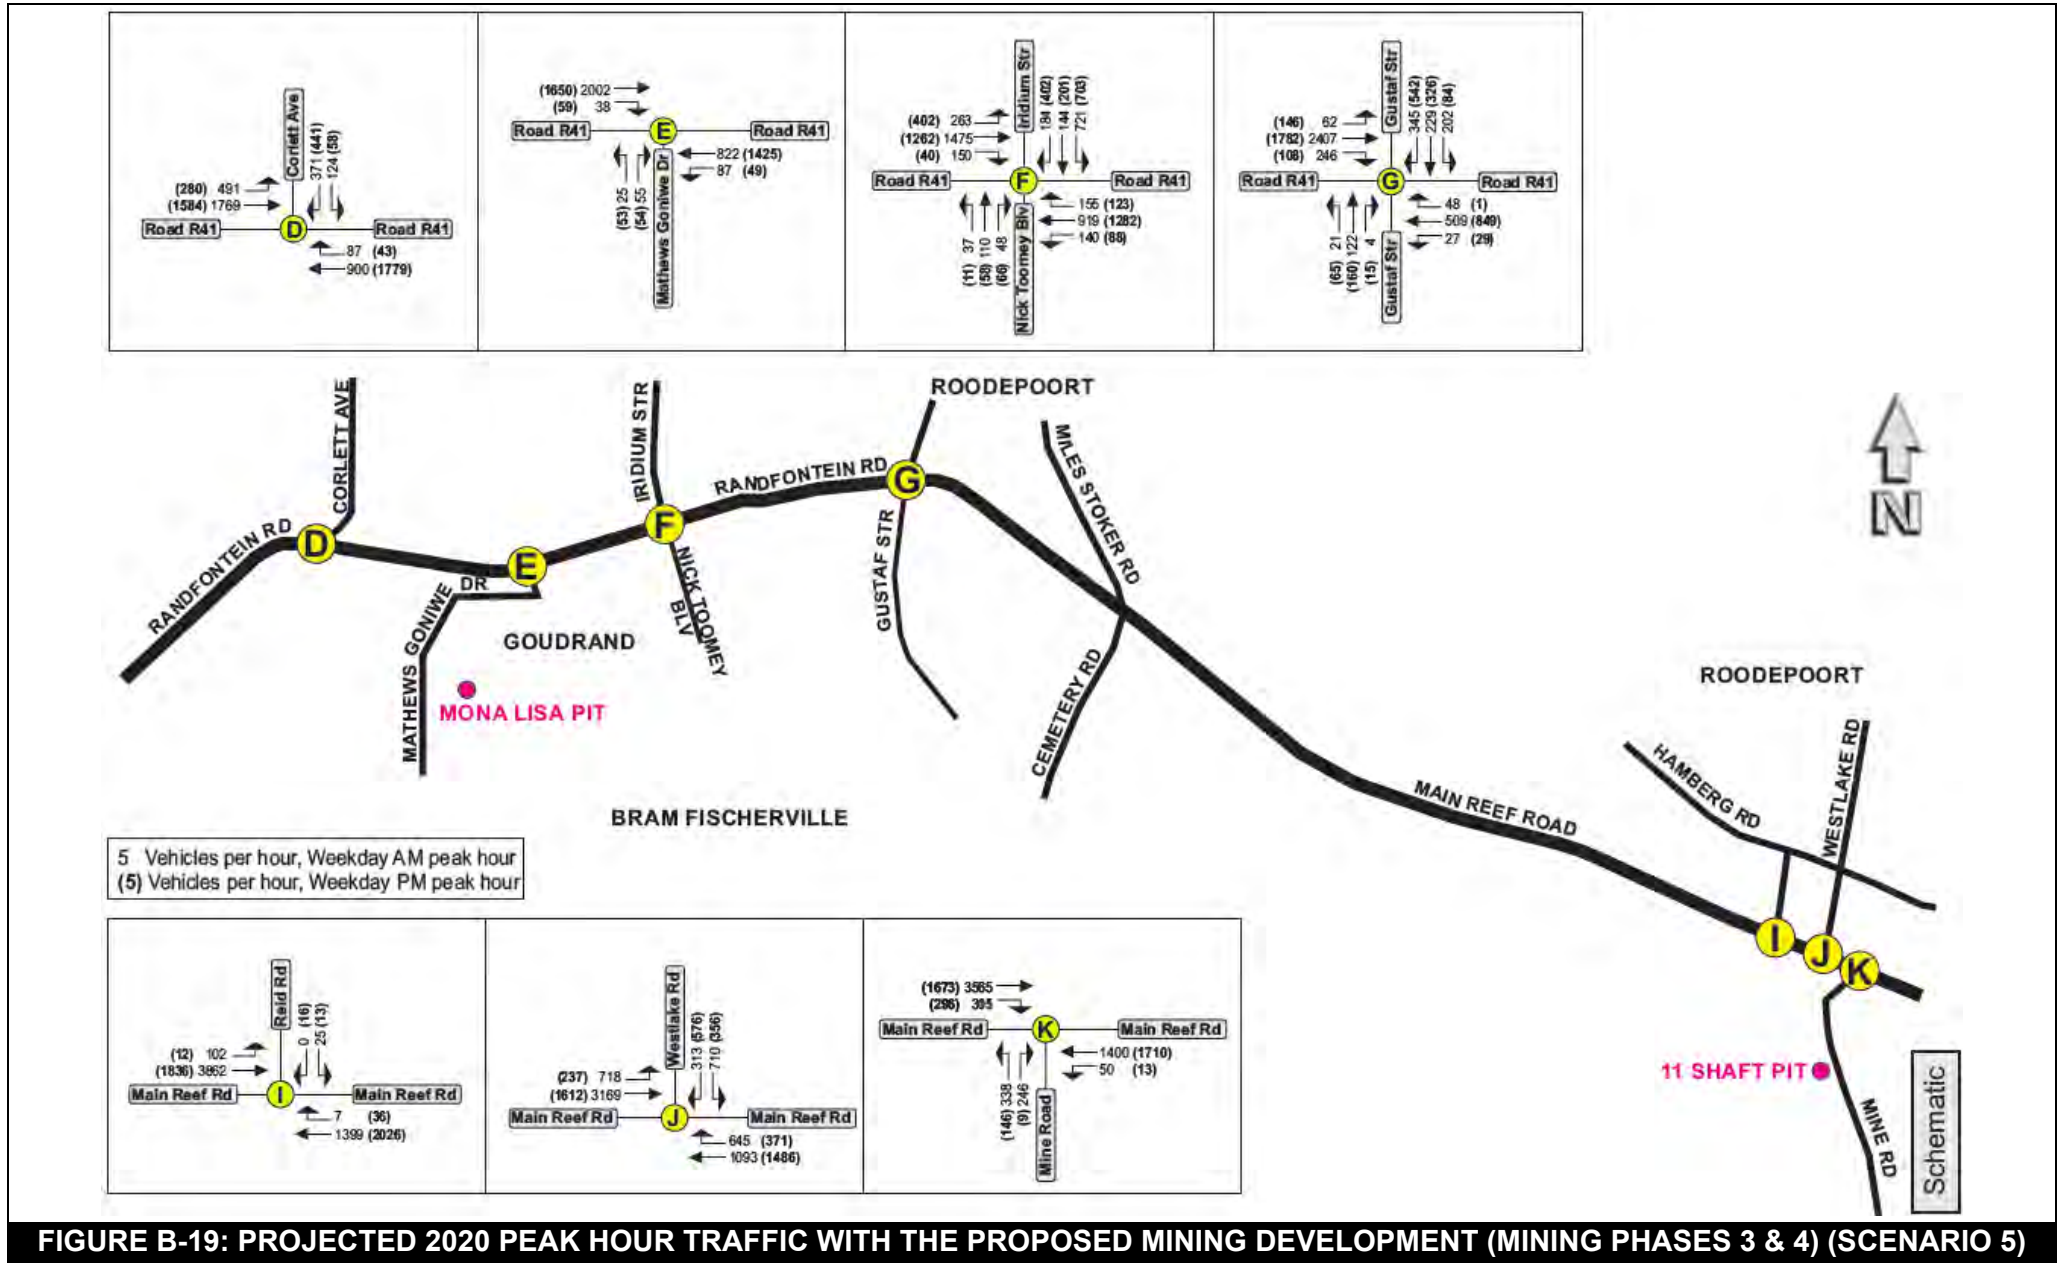 Corlett Ave
371 (441)
124 (58)
(280) 491
(1584) 1769
Road R41
D
Road R41
87 (43)
900 (1779)
(1650) 2002
(59) 38
Road R41
E
Road R41
822 (1425)
87 (49)
(53) 25
(54) 55
Mathews Goniwe Dr
Iridium Str
184 (402)
144 (201)
721 (703)
(402) 263
(1262) 1475
(40) 150
Road R41
F
Road R41
155 (123)
919 (1282)
140 (88)
(11) 37
(58) 110
(66) 48
Nick Toomey Blv
Gustaf Str
345 (542)
229 (326)
202 (84)
(146) 62
(1782) 2407
(108) 246
Road R41
G
Road R41
48 (1)
509 (849)
27 (29)
(65) 21
(160) 122
(15) 4
Gustaf Str
ROODEPOORT
CORLETT AVE
IRIDIUM STR
MILES STOKER RD
N
RANDFONTEIN RD
G
RANDFONTEIN RD
D
F
E
GUSTAF STR
NICK TOOMEY
BLV
MATHEWS GONIWE DR
GOUDRAND
CEMETERY RD
MONA LISA PIT
ROODEPOORT
HAMBERG RD
WESTLAKE RD
MAIN REEF ROAD
BRAM FISCHERVILLE
5 Vehicles per hour, Weekday AM peak hour
(5) Vehicles per hour, Weekday PM peak hour
I
J
K
11 SHAFT PIT
MINE RD
Schematic
Reid Rd
0 (16)
25 (13)
(12) 102
(1836) 3862
Main Reef Rd
I
Main Reef Rd
7 (36)
1399 (2026)
Westlake Rd
313 (576)
710 (356)
(237) 718
(1612) 3169
Main Reef Rd
J
Main Reef Rd
645 (371)
1093 (1486)
(1673) 3565
(296) 305
Main Reef Rd
K
Main Reef Rd
1400 (1710)
50 (13)
(146) 338
(9) 246
Mine Road
FIGURE B-19: PROJECTED 2020 PEAK HOUR TRAFFIC WITH THE PROPOSED MINING DEVELOPMENT (MINING PHASES 3 & 4) (SCENARIO 5)